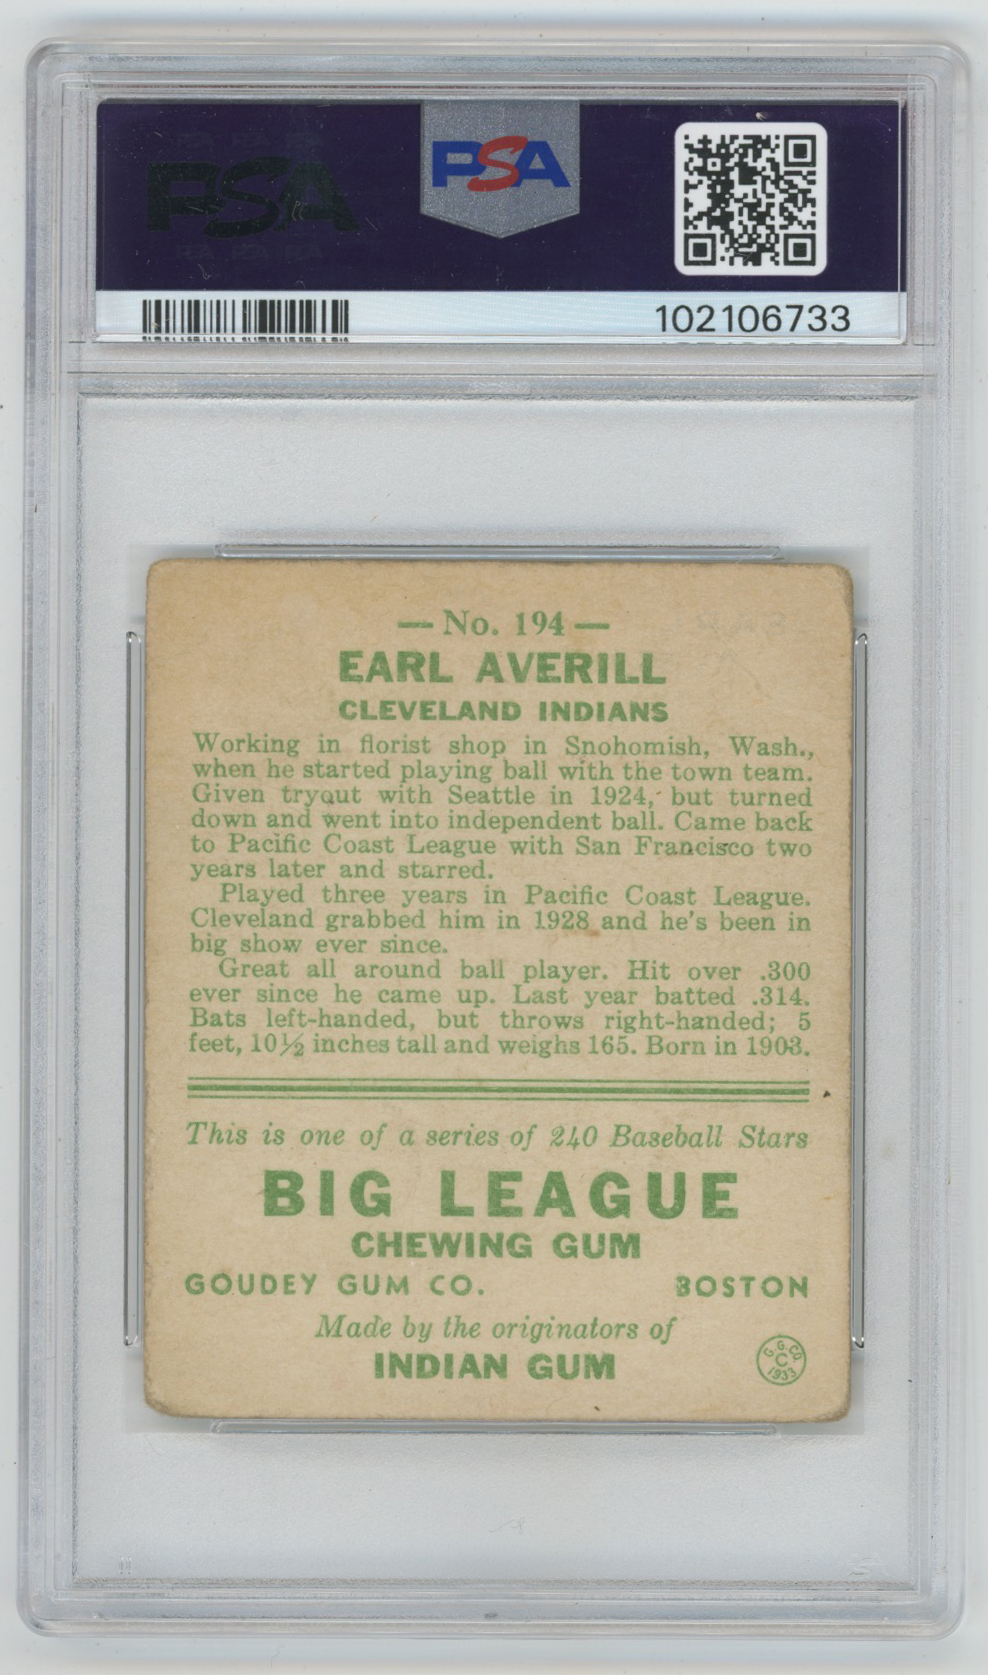 PSA
PSA
102106733
— No. 194 —
EARL AVERILL
CLEVELAND INDIANS
Working in florist shop in Snohomish, Wash.,
when he started playing ball with the town team.
Given tryout with Seattle in 1924, but turned
down and went into independent ball. Came back
to Pacific Coast League with San Francisco two
years later and starred.
Played three years in Pacific Coast League.
Cleveland grabbed him in 1928 and he's been in
big show ever since.
Great all around ball player. Hit over .300
ever since he came up. Last year batted .314.
Bats left-handed, but throws right-handed; 5
feet, 10½ inches tall and weighs 165. Born in 1903.
This is one of a series of 240 Baseball Stars
BIG LEAGUE
CHEWING GUM
GOUDEY GUM CO. BOSTON
Made by the originators of
INDIAN GUM
G. G. CO.
C
1933